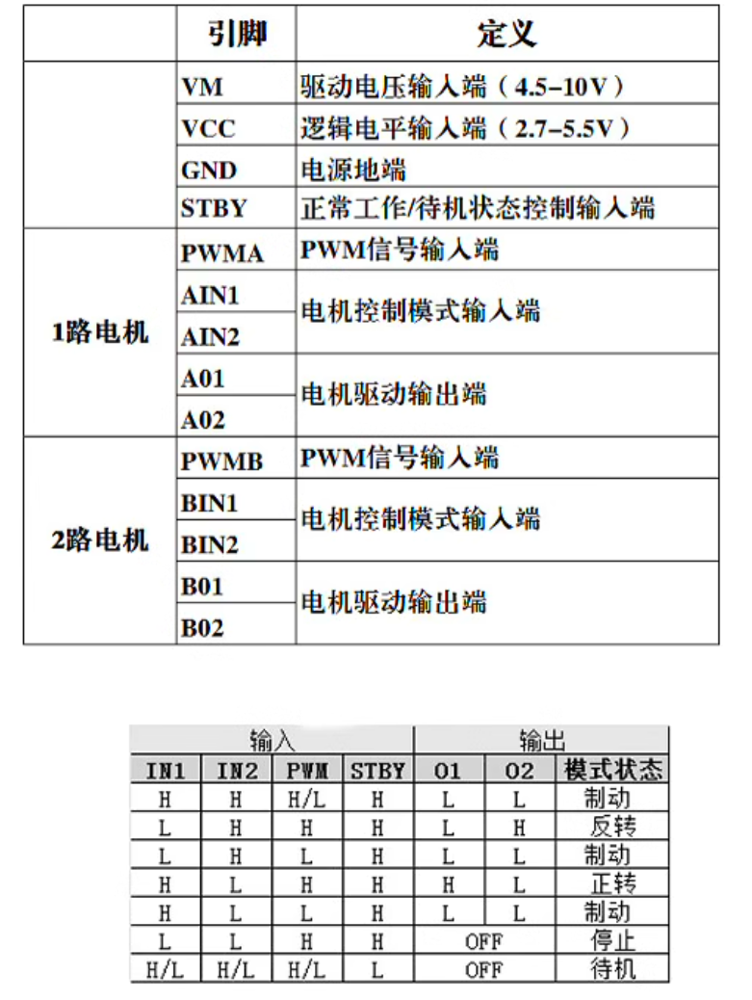 引脚 定义
VM 驱动电压输入端（4.5-10V）
VCC 逻辑电平输入端（2.7-5.5V）
GND 电源地端
STBY 正常工作/待机状态控制输入端
1路电机
PWMA PWM信号输入端
AIN1
AIN2
电机控制模式输入端
A01
A02
电机驱动输出端
2路电机
PWMB PWM信号输入端
BIN1
BIN2
电机控制模式输入端
B01
B02
电机驱动输出端
输入 输出
IN1 IN2 PWM STBY O1 O2 模式状态
H H H/L H L L 制动
L H H H L H 反转
L H L H L L 制动
H L H H H L 正转
H L L H L L 制动
L L H H OFF 停止
H/L H/L H/L L OFF 待机